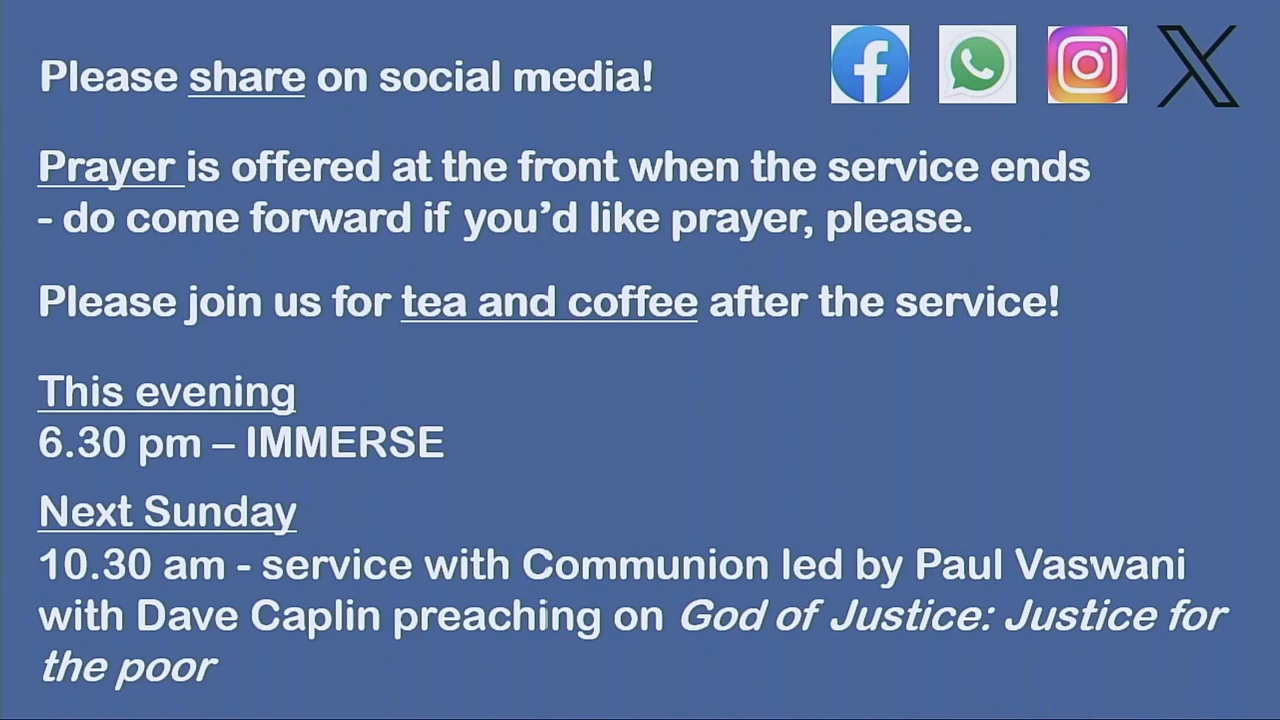 Please share on social media!
Prayer is offered at the front when the service ends
- do come forward if you’d like prayer, please.
Please join us for tea and coffee after the service!
This evening
6.30 pm – IMMERSE
Next Sunday
10.30 am - service with Communion led by Paul Vaswani
with Dave Caplin preaching on God of Justice: Justice for
the poor